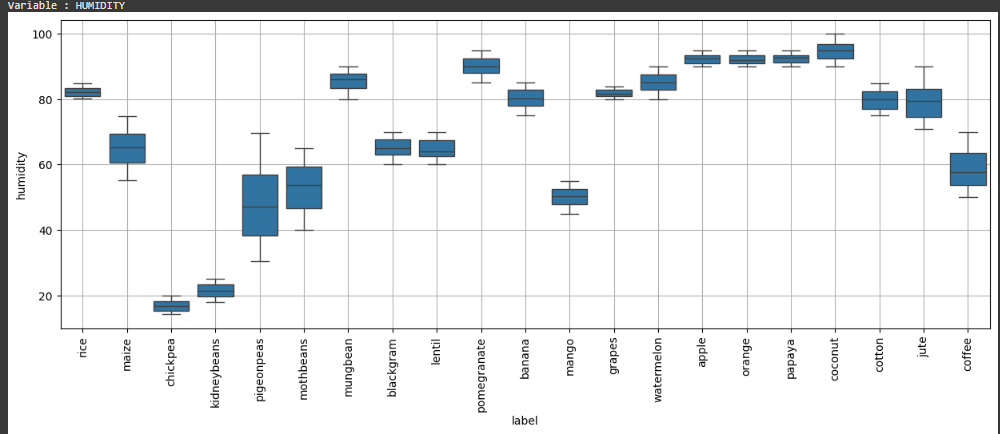 Variable : HUMIDITY
100
80
60
40
20
humidity
rice
maize
chickpea
kidneybeans
pigeonpeas
mothbeans
mungbean
blackgram
lentil
pomegranate
banana
mango
grapes
watermelon
apple
orange
papaya
coconut
cotton
jute
coffee
label